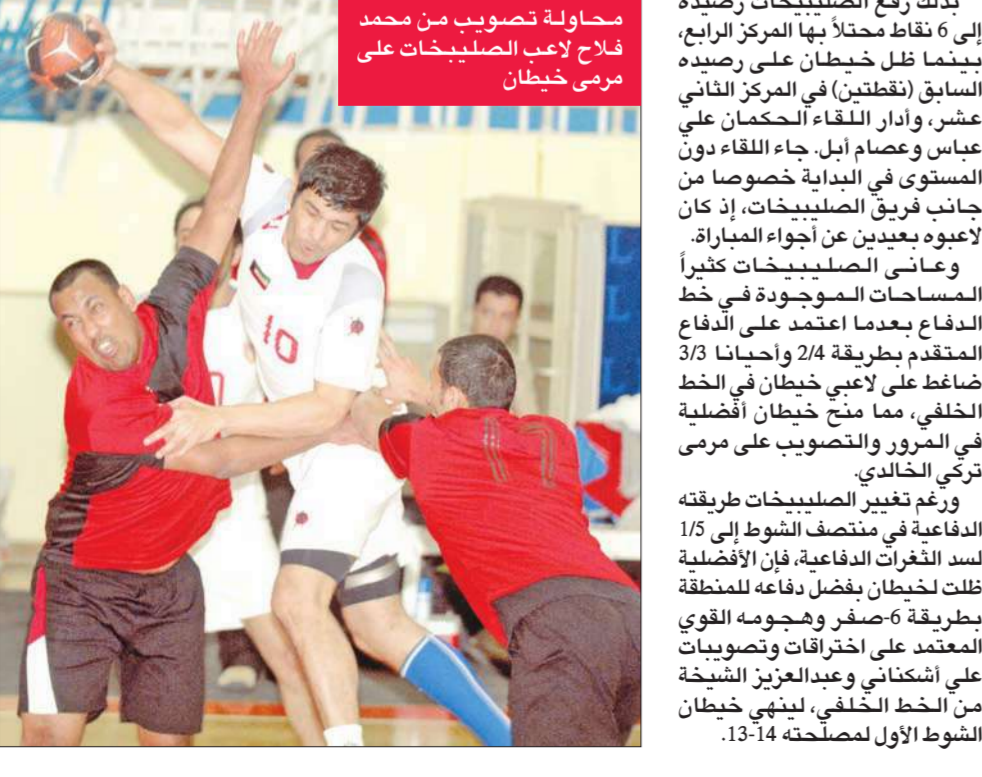 محاولة تصويب من محمد
فلاح لاعب الصليبخات على
مرمى خيطان
بذلك رفع الصليبيخات رصيده
إلى 6 نقاط محتلاً بها المركز الرابع،
بينما ظل خيطان على رصيده
السابق (نقطتين) في المركز الثاني
عشر، وأدار اللقاء الحكمان علي
عباس وعصام أبل. جاء اللقاء دون
المستوى في البداية خصوصا من
جانب فريق الصليبيخات، إذ كان
لاعبوه بعيدين عن أجواء المباراة.
وعانى الصليبيخات كثيراً
المساحات الموجودة في خط
الدفاع بعدما اعتمد على الدفاع
المتقدم بطريقة 2/4 وأحيانا 3/3
ضاغط على لاعبي خيطان في الخط
الخلفي، مما منح خيطان أفضلية
في المرور والتصويب على مرمى
تركي الخالدي.
ورغم تغيير الصليبيخات طريقته
الدفاعية في منتصف الشوط إلى 1/5
لسد الثغرات الدفاعية، فإن الأفضلية
ظلت لخيطان بفضل دفاعه للمنطقة
بطريقة 6-صفر وهجومه القوي
المعتمد على اختراقات وتصويبات
علي أشكناني وعبدالعزيز الشيخة
من الخط الخلفي، لينهي خيطان
الشوط الأول لمصلحته 14-13.
10
11